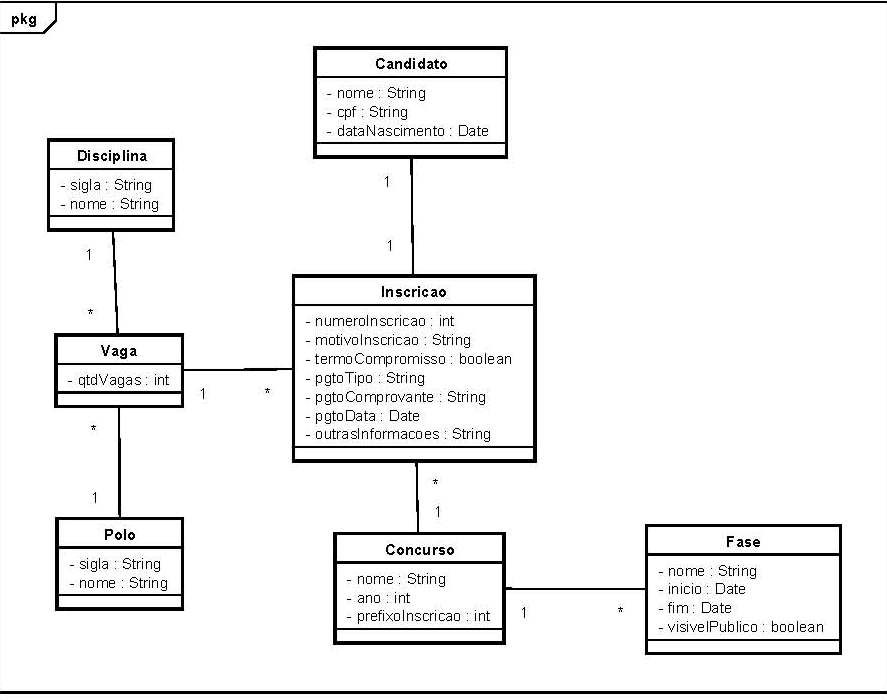 pkg
Candidato
- nome : String
- cpf : String
- dataNascimento : Date
1
1
Disciplina
- sigla : String
- nome : String
1
*
Vaga
- qtdVagas : int
1
*
*
1
Polo
- sigla : String
- nome : String
Inscricao
- numeroInscricao : int
- motivoInscricao : String
- termoCompromisso : boolean
- pgtoTipo : String
- pgtoComprovante : String
- pgtoData : Date
- outrasInformacoes : String
*
1
Concurso
- nome : String
- ano : int
- prefixoInscricao : int
1
*
Fase
- nome : String
- inicio : Date
- fim : Date
- visivelPublico : boolean